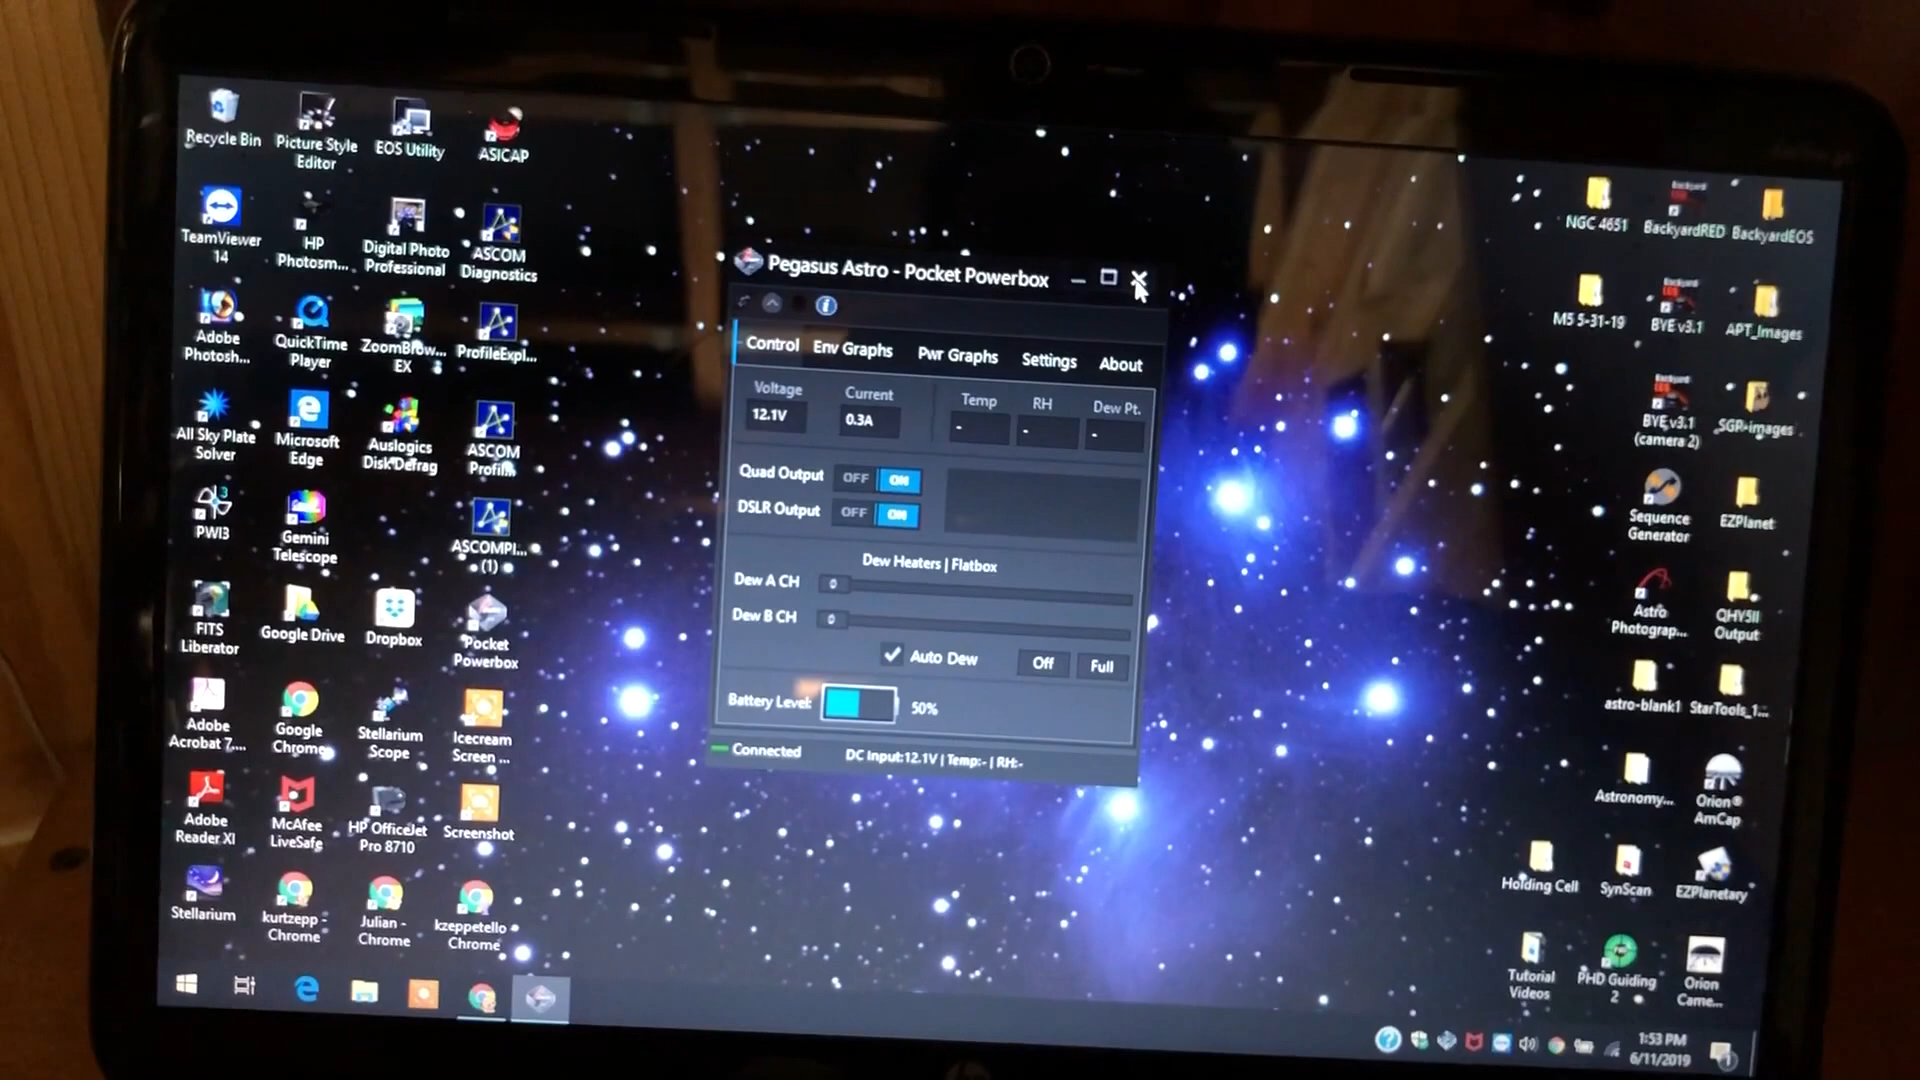 Recycle Bin
Picture Style
Editor
EOS Utility
ASICAP
TeamViewer
14
HP
Photosm...
Digital Photo
Professional
ASCOM
Diagnostics
Adobe
Photosh...
QuickTime
Player
ZoomBrow...
EX
ProfileExpl...
All Sky Plate
Solver
Microsoft
Edge
Auslogics
Disk Defrag
ASCOM
Profil...
PWI3
Gemini
Telescope
ASCOMPl...
(1)
FITS
Liberator
Google Drive
Dropbox
Pocket
Powerbox
Adobe
Acrobat 7....
Google
Chrome
Stellarium
Scope
Icecream
Screen ...
Adobe
Reader XI
McAfee
LiveSafe
HP OfficeJet
Pro 8710
Screenshot
Stellarium
kurtzepp -
Chrome
Julian -
Chrome
kzeppetello -
Chrome
Pegasus Astro - Pocket Powerbox
Control
Env Graphs
Pwr Graphs
Settings
About
Voltage
Current
Temp
RH
Dew Pt.
12.1V
0.3A
-
-
-
Quad Output
OFF
ON
DSLR Output
OFF
ON
Dew Heaters | Flatbox
Dew A CH
0
Dew B CH
0
Auto Dew
Off
Full
Battery Level:
50%
Connected
DC Input:12.1V | Temp:- | RH:-
NGC 4651
BackyardRED
BackyardEOS
M5 5-31-19
BYE v3.1
APT_Images
BYE v3.1
(camera 2)
SGP-images
Sequence
Generator
EZPlanet
Astro
Photograp...
QHY5II
Output
astro-blank1
StarTools_1...
Astronomy...
Orion®
AmCap
Holding Cell
SynScan
EZPlanetary
Tutorial
Videos
PHD Guiding
2
Orion
Came...
1:53 PM
6/11/2019